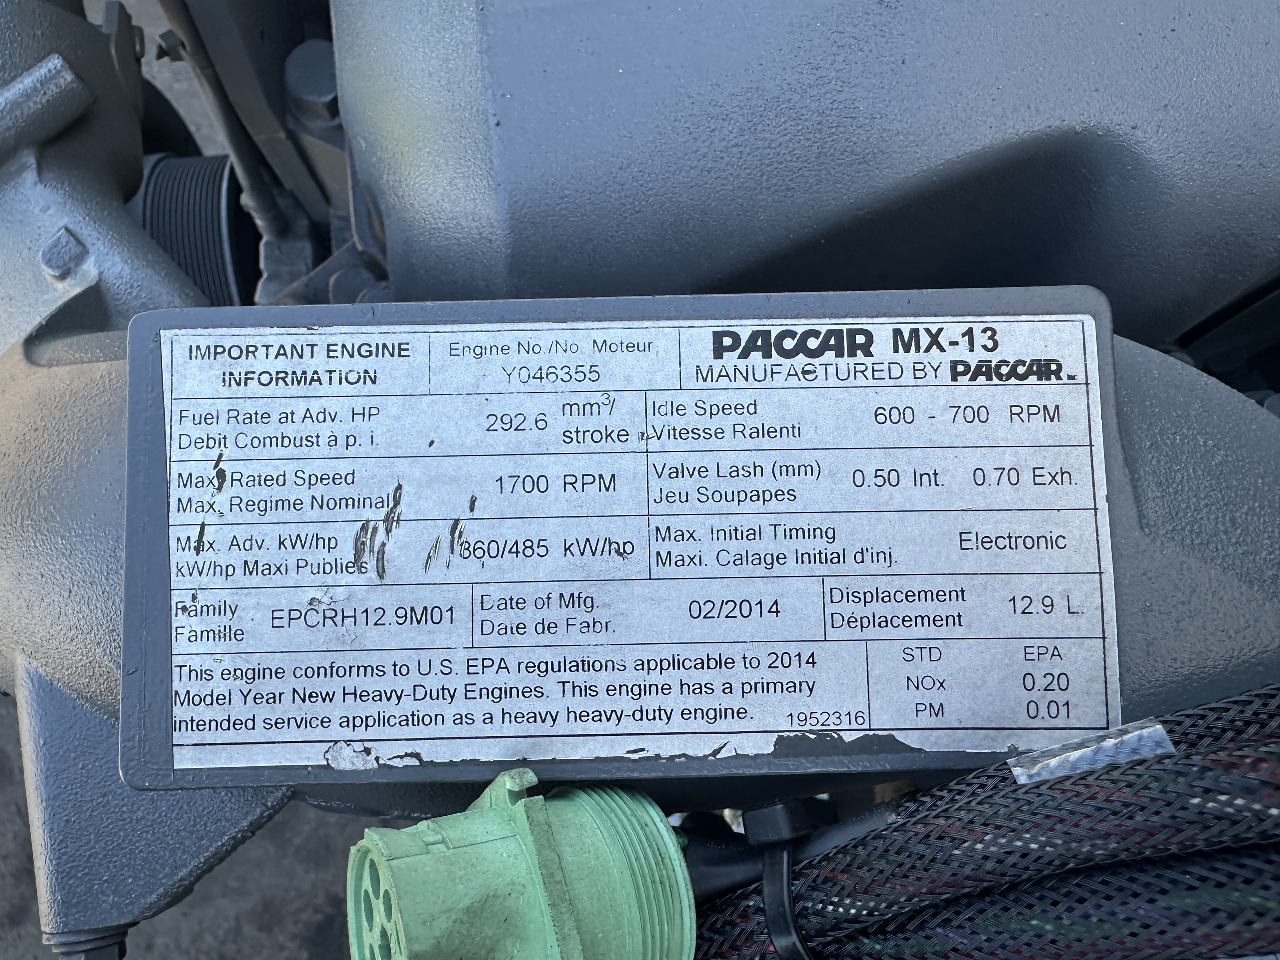 IMPORTANT ENGINE
INFORMATION
Engine No./No. Moteur
Y046355
PACCAR MX-13
MANUFACTURED BY PACCAR
Fuel Rate at Adv. HP
Debit Combust à p. i.
292.6 mm3/
stroke
Idle Speed
Vitesse Ralenti
600 - 700 RPM
Max. Rated Speed
Max. Regime Nominal
1700 RPM
Valve Lash (mm)
Jeu Soupapes
0.50 Int. 0.70 Exh.
Max. Adv. kW/hp
kW/hp Maxi Publies
360/485 kW/hp
Max. Initial Timing
Maxi. Calage Initial d'inj.
Electronic
Family
Famille
EPCRH12.9M01
Date of Mfg.
Date de Fabr.
02/2014
Displacement
Déplacement
12.9 L.
This engine conforms to U.S. EPA regulations applicable to 2014
Model Year New Heavy-Duty Engines. This engine has a primary
intended service application as a heavy heavy-duty engine.
1952316
STD EPA
NOx 0.20
PM 0.01